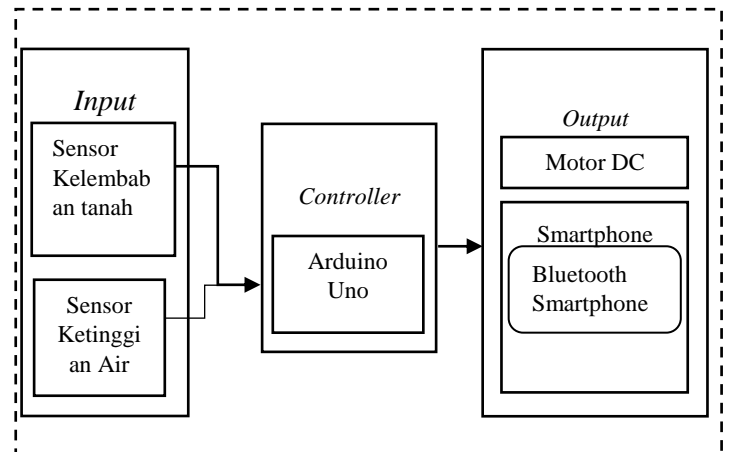 Input
Sensor
Kelembab
an tanah
Sensor
Ketinggi
an Air
Controller
Arduino
Uno
Output
Motor DC
Smartphone
Bluetooth
Smartphone